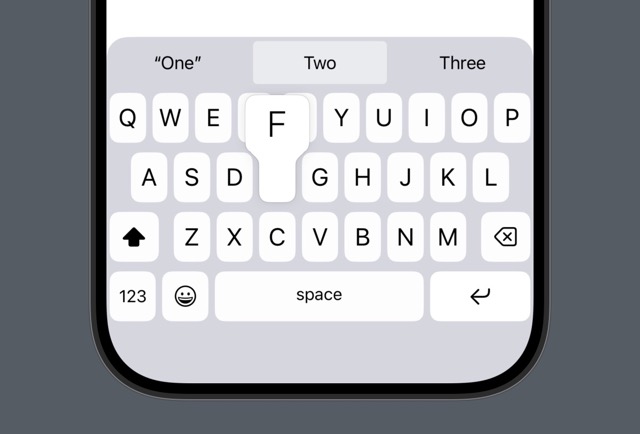 “One” Two Three
Q W E F Y U I O P
A S D G H J K L
Z X C V B N M
123 space